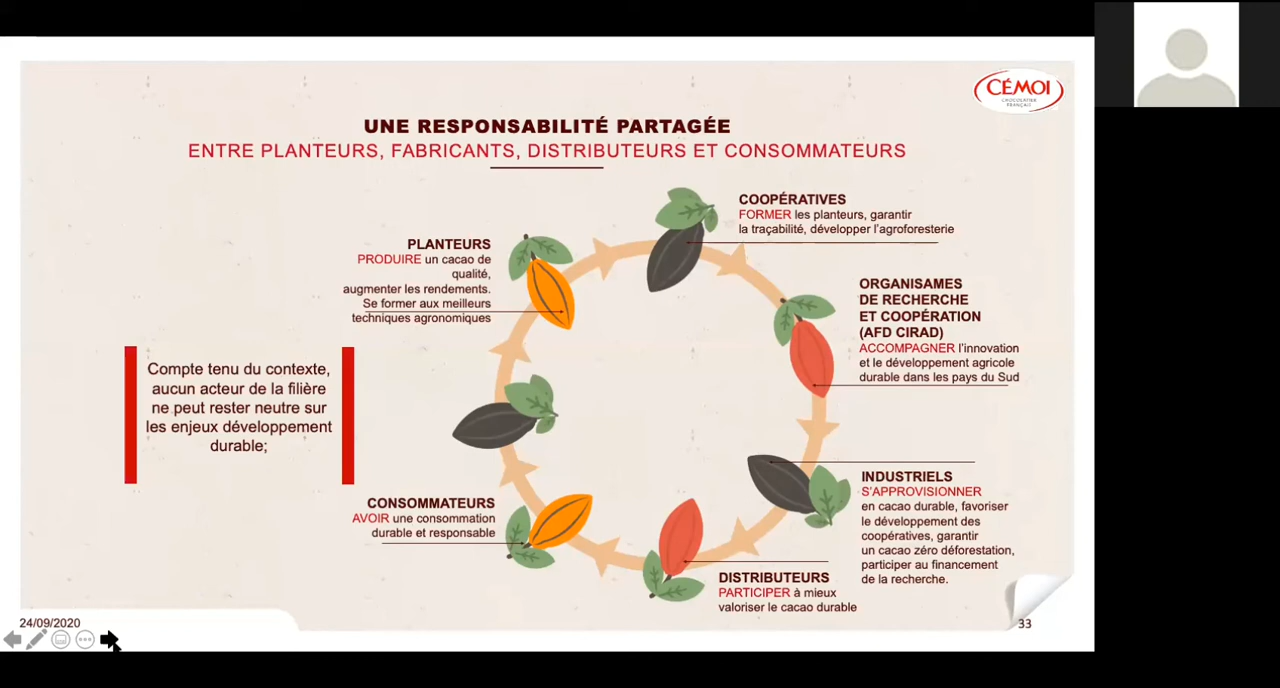 CÉMOI
CHOCOLATIER
FRANÇAIS
UNE RESPONSABILITÉ PARTAGÉE
ENTRE PLANTEURS, FABRICANTS, DISTRIBUTEURS ET CONSOMMATEURS
COOPÉRATIVES
FORMER les planteurs, garantir
la traçabilité, développer l'agroforesterie
PLANTEURS
PRODUIRE un cacao de
qualité,
augmenter les rendements.
Se former aux meilleurs
techniques agronomiques
ORGANISAMES
DE RECHERCHE
ET COOPÉRATION
(AFD CIRAD)
ACCOMPAGNER l'innovation
et le développement agricole
durable dans les pays du Sud
Compte tenu du contexte,
aucun acteur de la filière
ne peut rester neutre sur
les enjeux développement
durable;
INDUSTRIELS
S'APPROVISIONNER
en cacao durable, favoriser
le développement des
coopératives, garantir
un cacao zéro déforestation,
participer au financement
de la recherche.
CONSOMMATEURS
AVOIR une consommation
durable et responsable
DISTRIBUTEURS
PARTICIPER à mieux
valoriser le cacao durable
24/09/2020
33